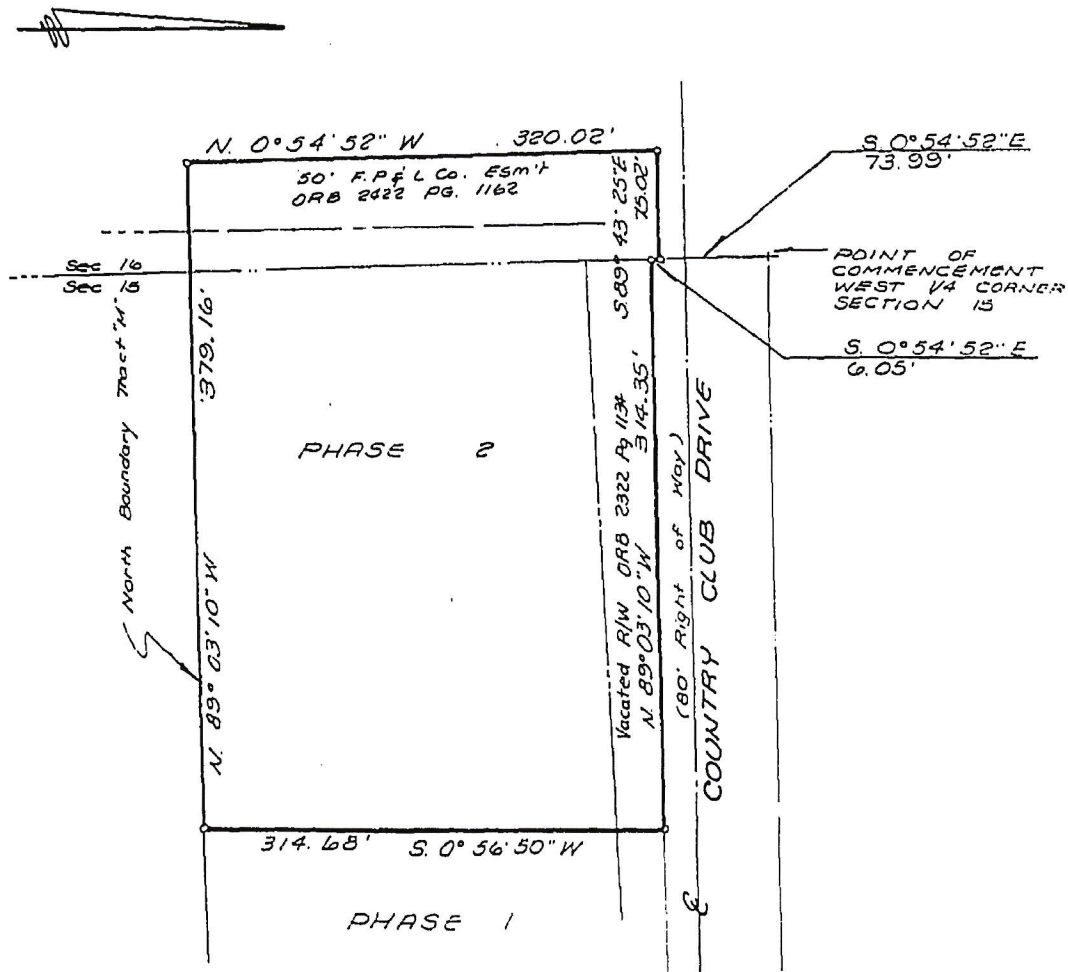 N. 0°54'52" W 320.02'
50' F.P & L Co. Esm't
ORB 2422 PG. 1162
S.89° 43' 25"E
75.02'
S. 0°54'52"E
73.99'
POINT OF
COMMENCEMENT
WEST 1/4 CORNER
SECTION 15
S. 0°54'52" E
6.05'
Sec 16
Sec 15
North Boundary Tract "M"
N. 89° 03' 10" W 379.16'
PHASE 2
Vacated R/W ORB 2322 Pg 1134
N. 89°03'10"W 314.35'
(80' Right of Way)
COUNTRY CLUB DRIVE
314.68' S. 0° 56' 50" W
PHASE 1